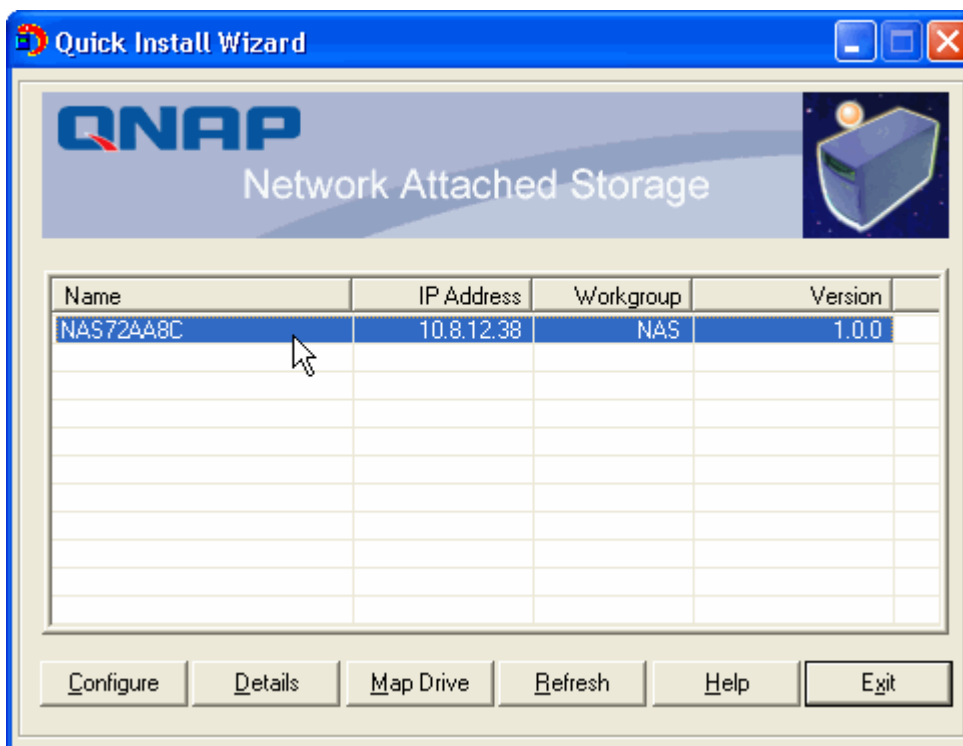 Quick Install Wizard
QNAP
Network Attached Storage
Name IP Address Workgroup Version
NAS72AA8C 10.8.12.38 NAS 1.0.0
Configure Details Map Drive Refresh Help Exit